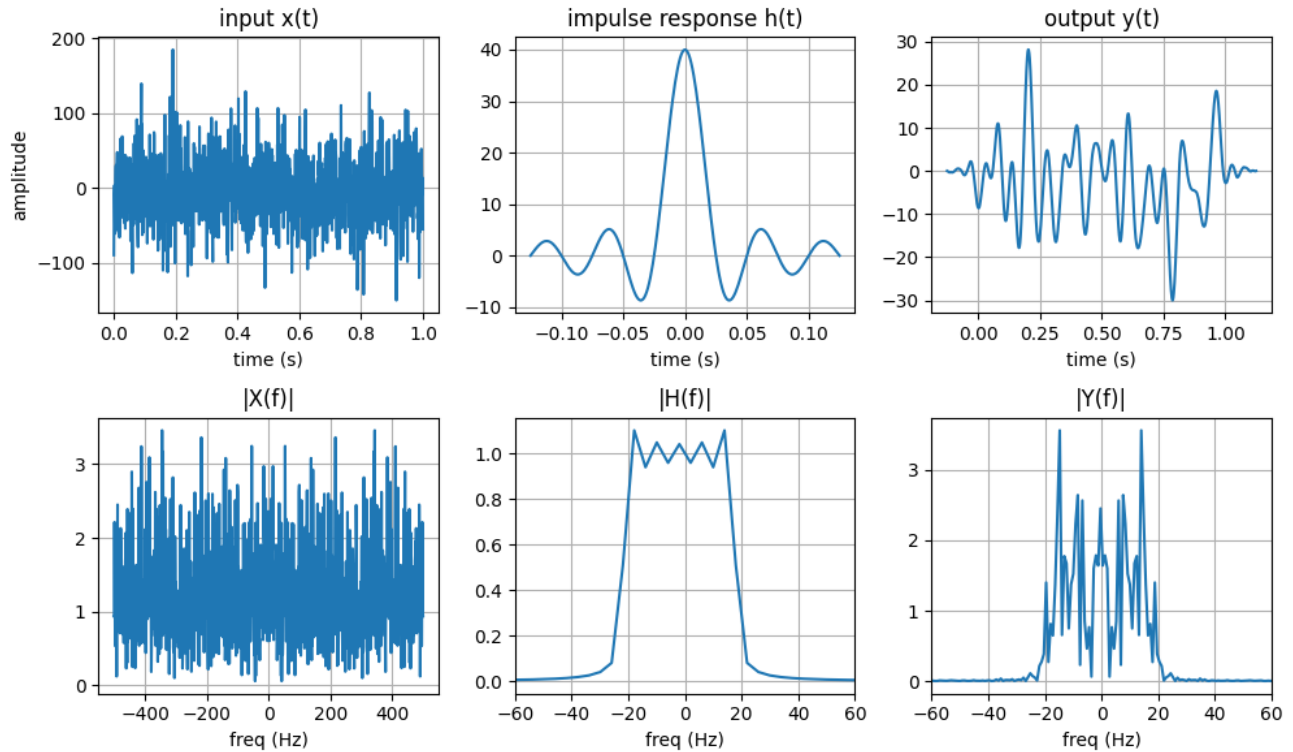 input x(t)
impulse response h(t)
output y(t)
amplitude
200
100
0
−100
0.0 0.2 0.4 0.6 0.8 1.0
time (s)
40
30
20
10
0
−10
−0.10 −0.05 0.00 0.05 0.10
time (s)
30
20
10
0
−10
−20
−30
0.00 0.25 0.50 0.75 1.00
time (s)
|X(f)|
|H(f)|
|Y(f)|
3
2
1
0
−400 −200 0 200 400
freq (Hz)
1.0
0.8
0.6
0.4
0.2
0.0
−60 −40 −20 0 20 40 60
freq (Hz)
3
2
1
0
−60 −40 −20 0 20 40 60
freq (Hz)